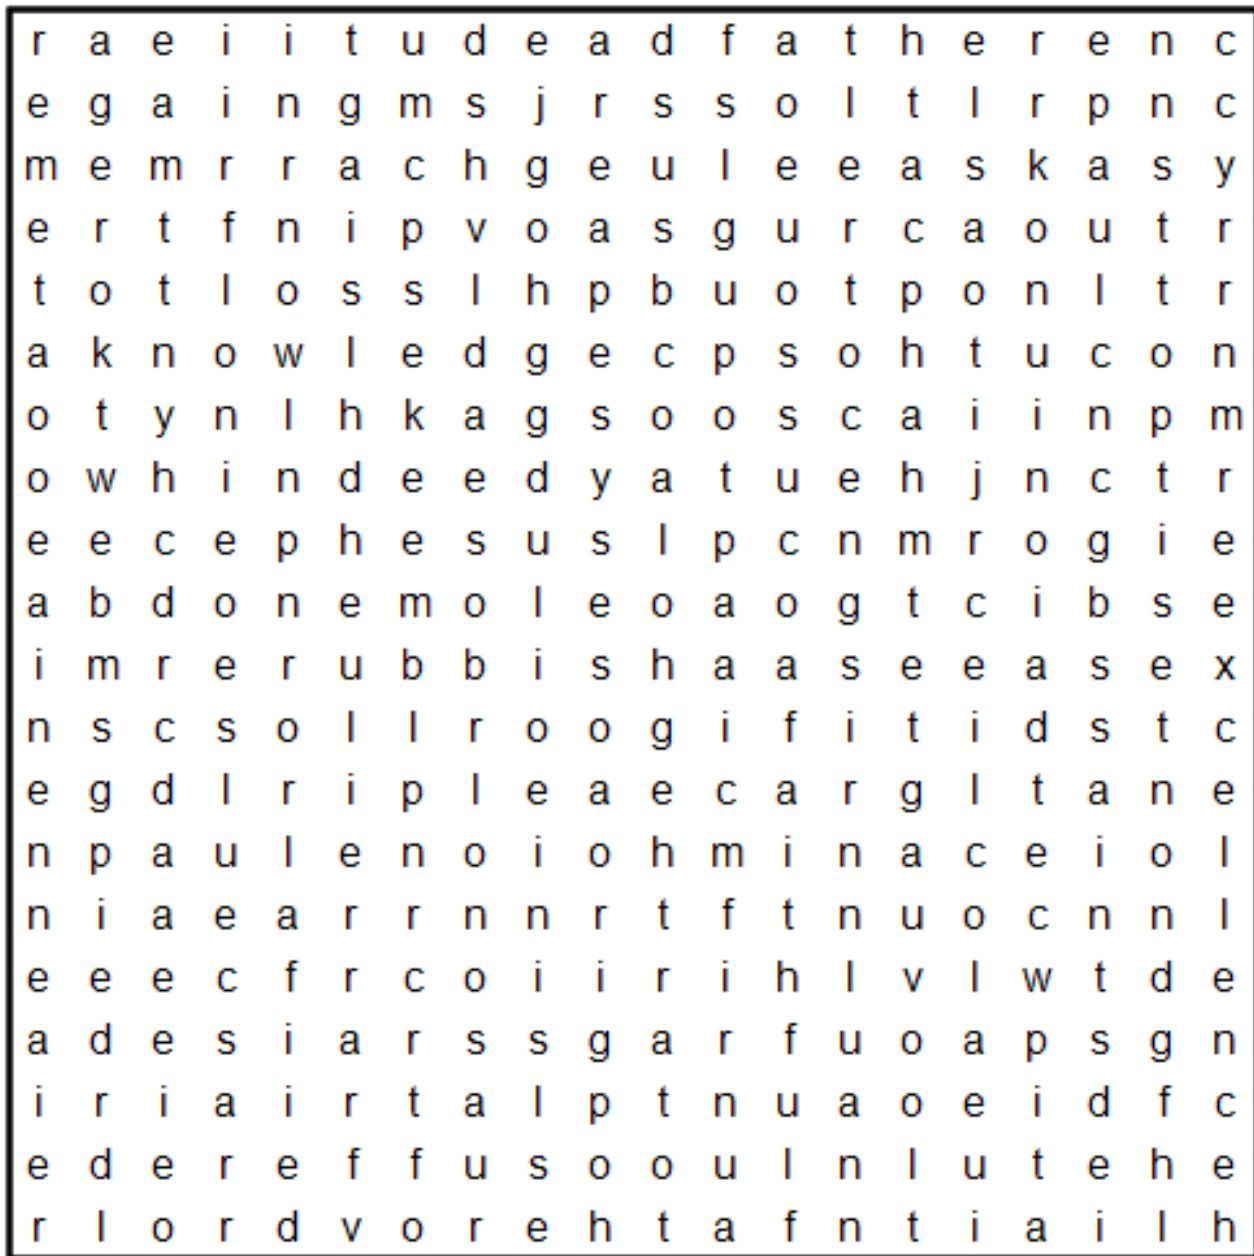 r a e i i t u d e a d f a t h e r e n c
e g a i n g m s j r s s o l t l r p n c
m e m r r a c h g e u l e e a s k a s y
e r t f n i p v o a s g u r c a o u t r
t o t l o s s l h p b u o t p o n l t r
a k n o w l e d g e c p s o h t u c o n
o t y n l h k a g s o o s c a i i n p m
o w h i n d e e d y a t u e h j n c t r
e e c e p h e s u s l p c n m r o g i e
a b d o n e m o l e o a o g t c i b s e
i m r e r u b b i s h a a s e e a s e x
n s c s o l l r o o g i f i t i d s t c
e g d l r i p l e a e c a r g l t a n e
n p a u l e n o i o h m i n a c e i o l
n i a e a r r n n r t f t n u o c n n l
e e e c f r c o i i r i h l v l w t d e
a d e s i a r s s g a r f u o a p s g n
i r i a i r t a l p t n u a o e i d f c
e d e r e f f u s o o u l n l u t e h e
r l o r d v o r e h t a f n t i a i l h